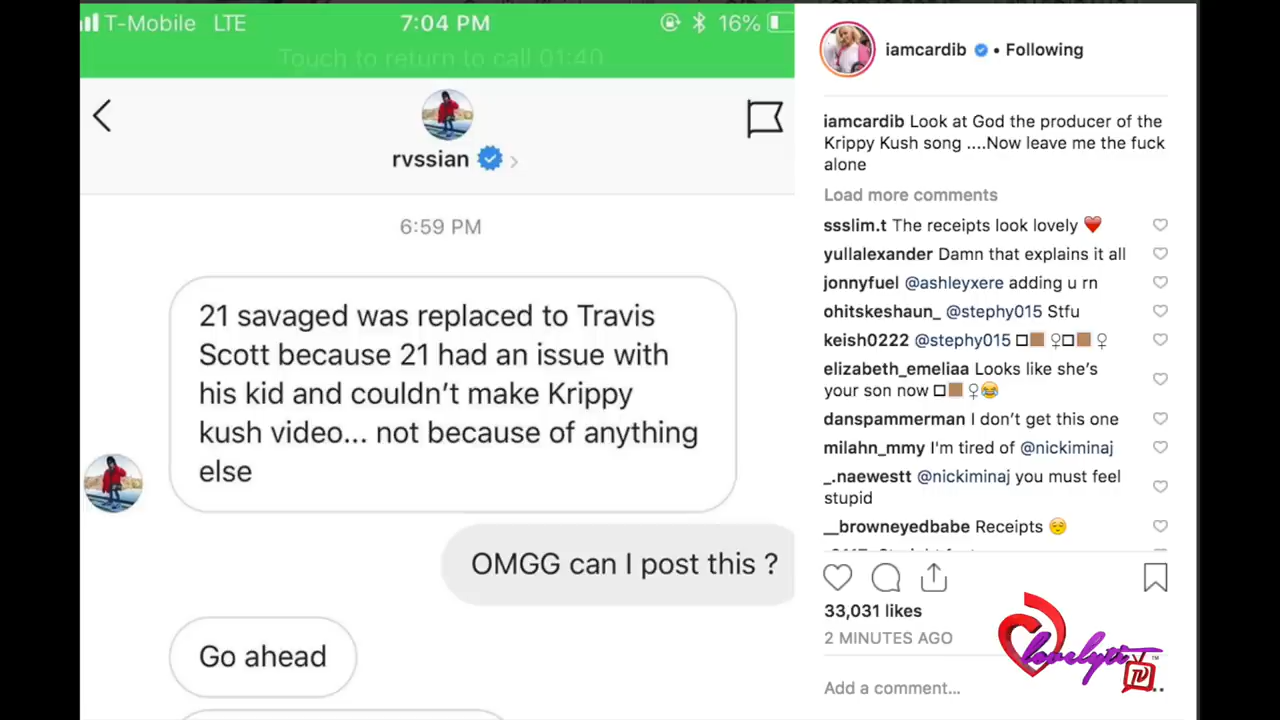 T-Mobile LTE 7:04 PM 16%
Touch to return to call 01:40
rvssian
6:59 PM
21 savaged was replaced to Travis
Scott because 21 had an issue with
his kid and couldn't make Krippy
kush video... not because of anything
else
OMGG can I post this ?
Go ahead
iamcardib • Following
iamcardib Look at God the producer of the
Krippy Kush song ....Now leave me the fuck
alone
Load more comments
ssslim.t The receipts look lovely ❤️
yullalexander Damn that explains it all
jonnyfuel @ashleyxere adding u rn
ohitskeshaun_ @stephy015 Stfu
keish0222 @stephy015 □🏽♀□🏽♀
elizabeth_emeliaa Looks like she's
your son now □🏽♀😂
danspammerman I don't get this one
milahn_mmy I'm tired of @nickiminaj
_.naewestt @nickiminaj you must feel
stupid
__browneyedbabe Receipts 😌
33,031 likes
2 MINUTES AGO
Add a comment...
lovelyti
TV